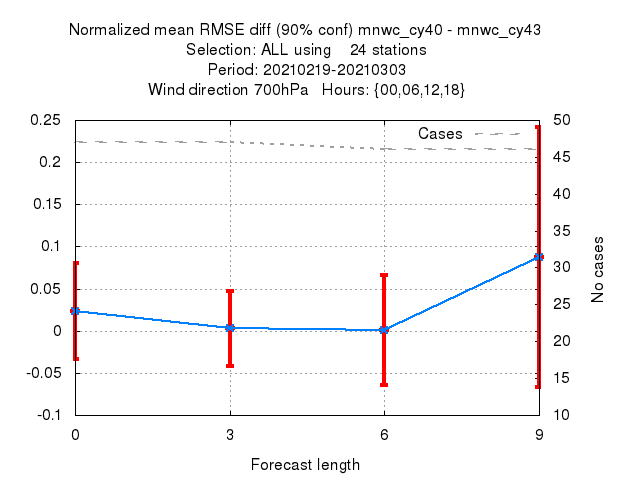 Normalized mean RMSE diff (90% conf) mnwc_cy40 - mnwc_cy43
Selection: ALL using    24 stations
Period: 20210219-20210303
Wind direction 700hPa   Hours: {00,06,12,18}
Cases
0.25
0.2
0.15
0.1
0.05
0
-0.05
-0.1
50
45
40
35
30
25
20
15
10
No cases
0 3 6 9
Forecast length